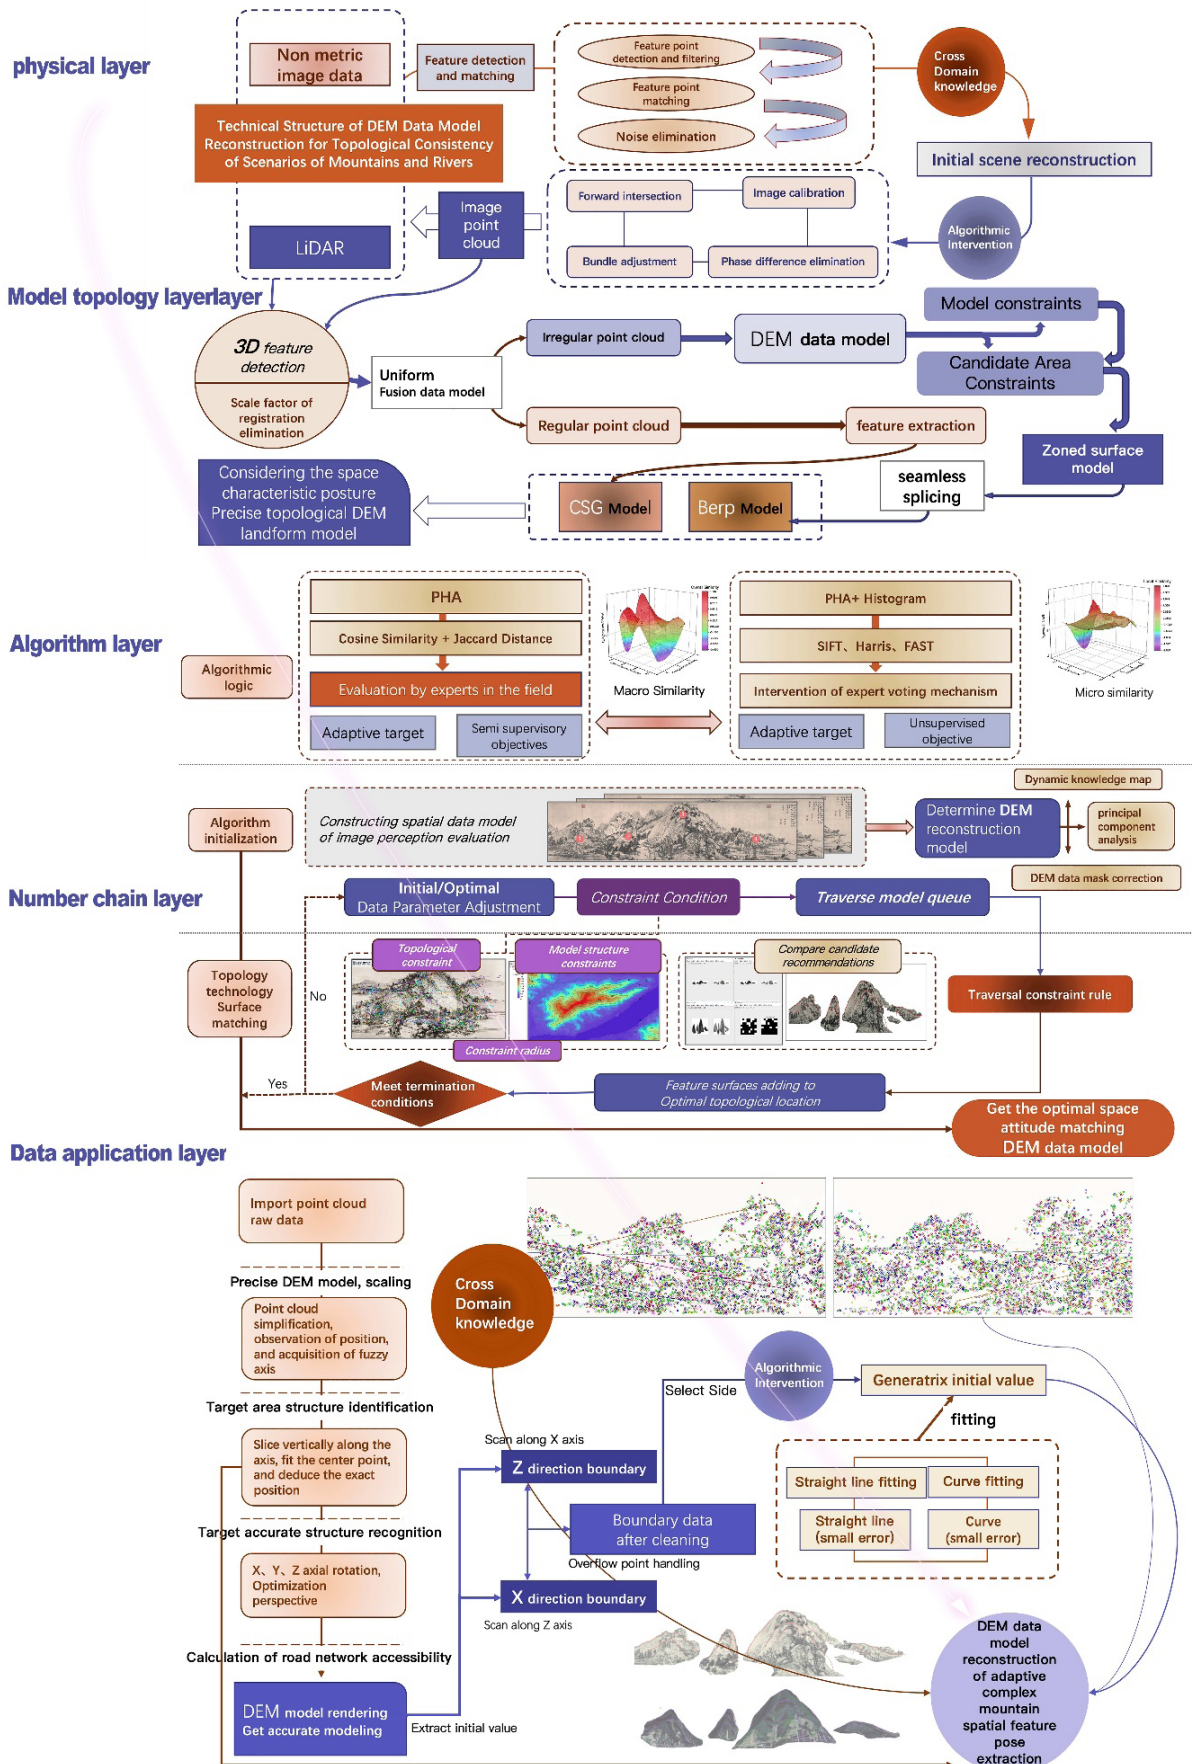 physical layer
Non metric
image data
Feature detection
and matching
Feature point
detection and filtering
Feature point
matching
Noise elimination
Cross
Domain
knowledge
Technical Structure of DEM Data Model
Reconstruction for Topological Consistency
of Scenarios of Mountains and Rivers
Initial scene reconstruction
Image
point
cloud
Forward intersection
Image calibration
Bundle adjustment
Phase difference elimination
Algorithmic
Intervention
LiDAR
Model topology layerlayer
3D feature
detection
Scale factor of
registration
elimination
Uniform
Fusion data model
Irregular point cloud
DEM data model
Model constraints
Candidate Area
Constraints
Regular point cloud
feature extraction
Zoned surface
model
Considering the space
characteristic posture
Precise topological DEM
landform model
CSG Model
Berp Model
seamless
splicing
Algorithm layer
Algorithmic
logic
PHA
Cosine Similarity + Jaccard Distance
Evaluation by experts in the field
Adaptive target
Semi supervisory
objectives
Macro Similarity
PHA+ Histogram
SIFT、Harris、FAST
Intervention of expert voting mechanism
Adaptive target
Unsupervised
objective
Micro similarity
Algorithm
initialization
Constructing spatial data model
of image perception evaluation
Determine DEM
reconstruction
model
Dynamic knowledge map
principal
component
analysis
DEM data mask correction
Number chain layer
Initial/Optimal
Data Parameter Adjustment
Constraint Condition
Traverse model queue
Topology
technology
Surface
matching
No
Topological
constraint
Model structure
constraints
Constraint radius
Compare candidate
recommendations
Traversal constraint rule
Yes
Meet termination
conditions
Feature surfaces adding to
Optimal topological location
Get the optimal space
attitude matching
DEM data model
Data application layer
Import point cloud
raw data
Precise DEM model, scaling
Point cloud
simplification,
observation of position,
and acquisition of fuzzy
axis
Target area structure identification
Slice vertically along the
axis, fit the center point,
and deduce the exact
position
Target accurate structure recognition
X、Y、Z axial rotation,
Optimization
perspective
Calculation of road network accessibility
DEM model rendering
Get accurate modeling
Extract initial value
Cross
Domain
knowledge
Scan along X axis
Z direction boundary
Boundary data
after cleaning
Overflow point handling
X direction boundary
Scan along Z axis
Select Side
Algorithmic
Intervention
Generatrix initial value
fitting
Straight line fitting
Curve fitting
Straight line
(small error)
Curve
(small error)
DEM data
model
reconstruction
of adaptive
complex
mountain
spatial feature
pose
extraction